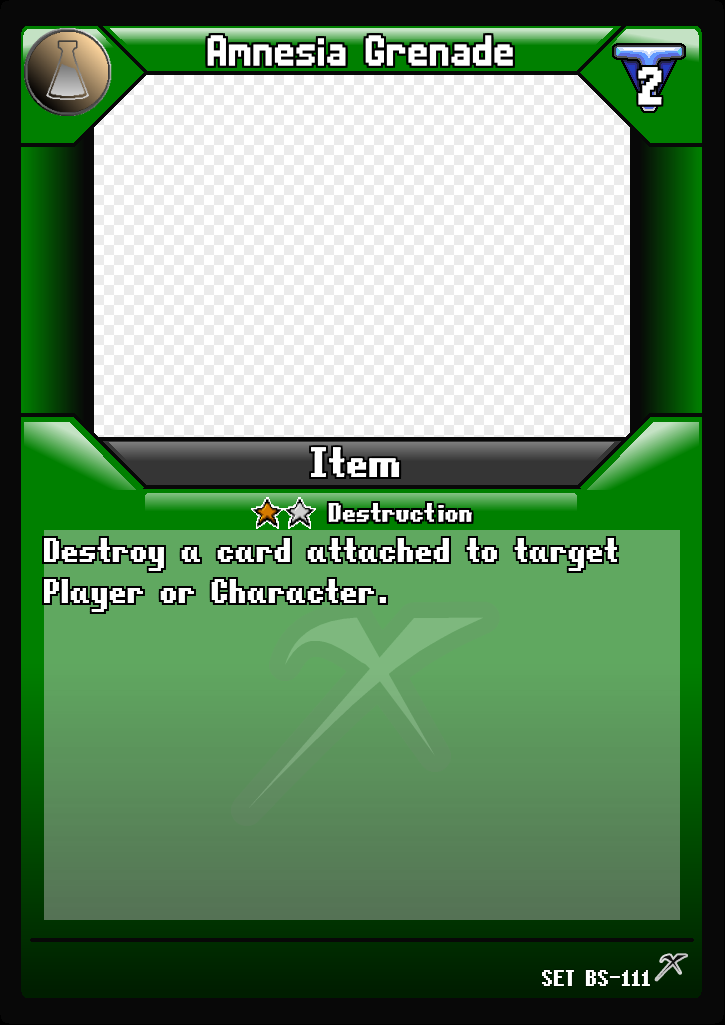 Amnesia Grenade
2
Item
Destruction
Destroy a card attached to target
Player or Character.
SET BS-111